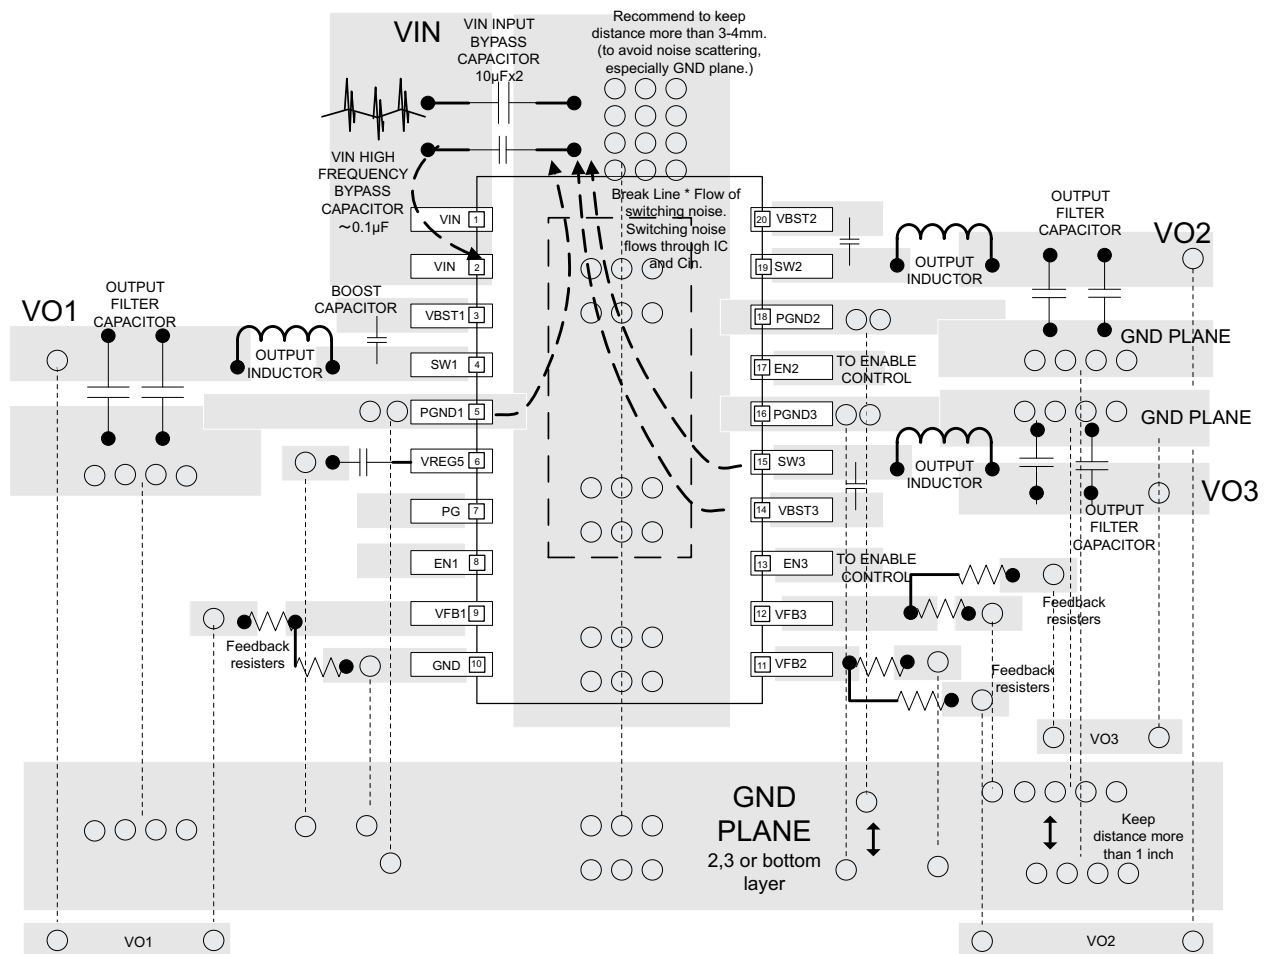 VIN
VIN INPUT
BYPASS
CAPACITOR
10µFx2
Recommend to keep
distance more than 3-4mm.
(to avoid noise scattering,
especially GND plane.)
VIN HIGH
FREQUENCY
BYPASS
CAPACITOR
~0.1µF
Break Line * Flow of
switching noise.
Switching noise
flows through IC
and Cin.
VIN 1
VIN 2
VBST1 3
SW1 4
PGND1 5
VREG5 6
PG 7
EN1 8
VFB1 9
GND 10
20 VBST2
19 SW2
18 PGND2
17 EN2
16 PGND3
15 SW3
14 VBST3
13 EN3
12 VFB3
11 VFB2
BOOST
CAPACITOR
VO1
OUTPUT
FILTER
CAPACITOR
OUTPUT
INDUCTOR
OUTPUT
INDUCTOR
OUTPUT
FILTER
CAPACITOR
VO2
GND PLANE
TO ENABLE
CONTROL
GND PLANE
OUTPUT
INDUCTOR
VO3
OUTPUT
FILTER
CAPACITOR
TO ENABLE
CONTROL
Feedback
resisters
Feedback
resisters
Feedback
resisters
VO3
GND
PLANE
2,3 or bottom
layer
Keep
distance more
than 1 inch
VO1
VO2